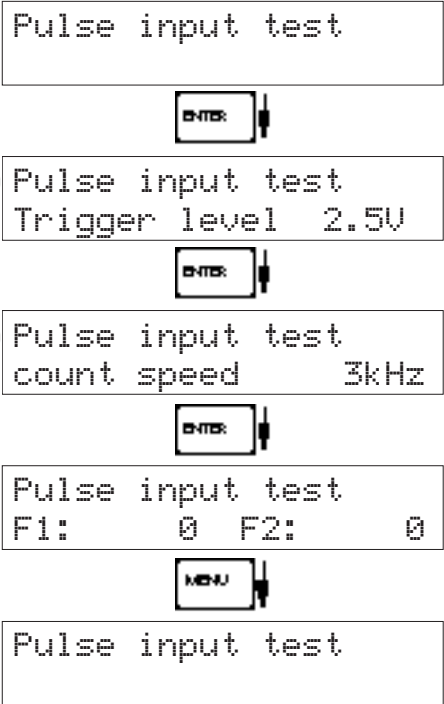 Pulse input test
ENTER
Pulse input test
Trigger level 2.5V
ENTER
Pulse input test
count speed 3kHz
ENTER
Pulse input test
F1: 0 F2: 0
MENU
Pulse input test